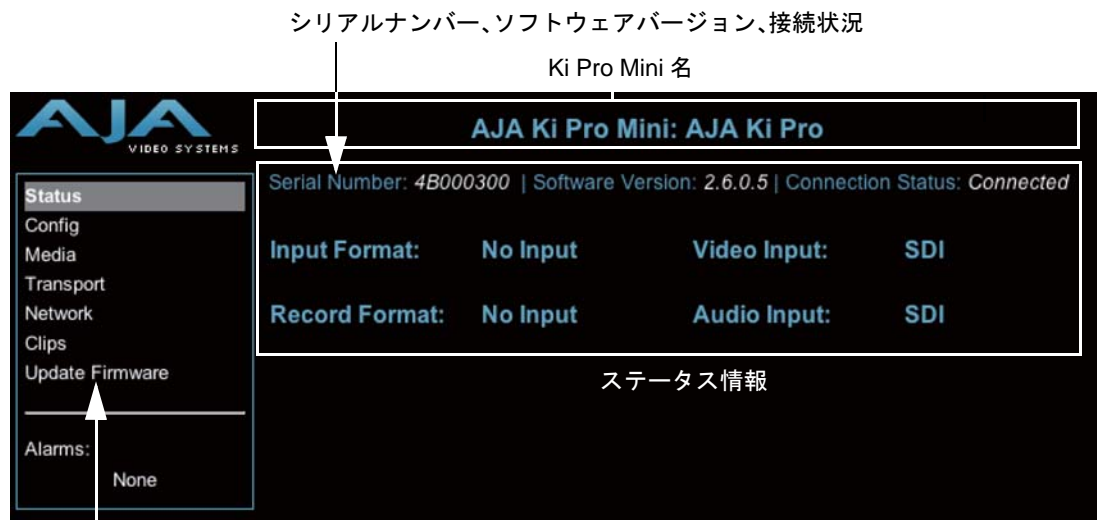 シリアルナンバー、ソフトウェアバージョン、接続状況
Ki Pro Mini 名
AJA
VIDEO SYSTEMS
AJA Ki Pro Mini: AJA Ki Pro
Serial Number: 4B000300 | Software Version: 2.6.0.5 | Connection Status: Connected
Status
Config
Media
Transport
Network
Clips
Update Firmware
Alarms:
None
Input Format: No Input Video Input: SDI
Record Format: No Input Audio Input: SDI
ステータス情報